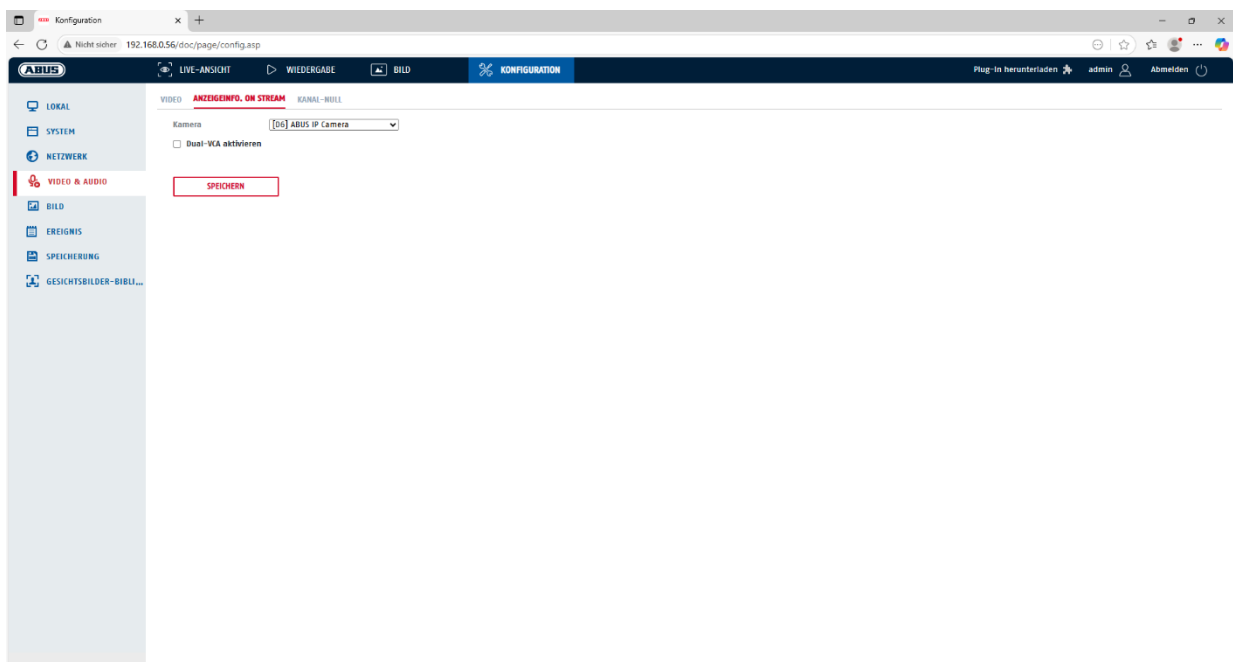 Konfiguration
Nicht sicher 192.168.0.56/doc/page/config.asp
ABUS LIVE-ANSICHT WIEDERGABE BILD KONFIGURATION Plug-In herunterladen admin Abmelden
LOKAL
SYSTEM
NETZWERK
VIDEO & AUDIO
BILD
EREIGNIS
SPEICHERUNG
GESICHTSBILDER-BIBLI...
VIDEO ANZEIGEINFO. ON STREAM KANAL-NULL
Kamera [D6] ABUS IP Camera
Dual-VCA aktivieren
SPEICHERN